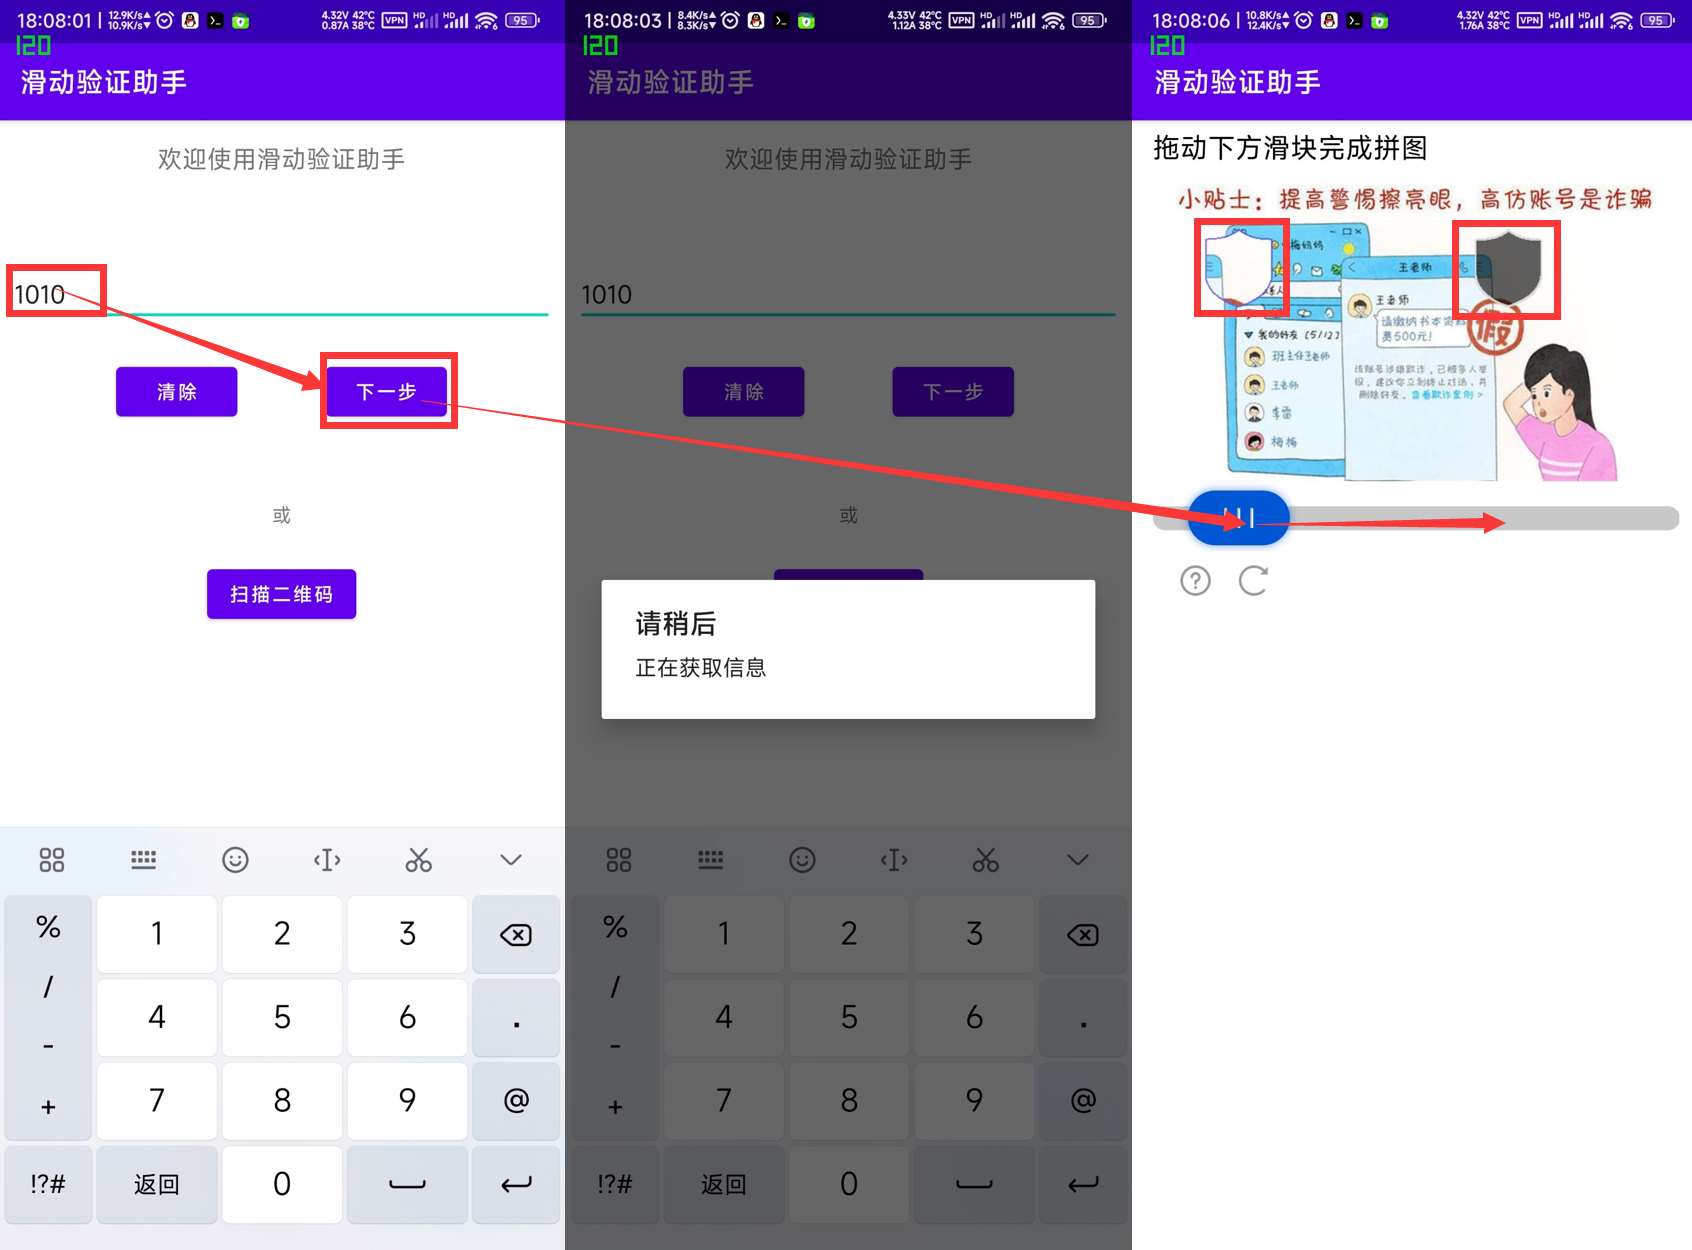 18:08:01 | 12.9K/s 10.9K/s 4.32V 42°C 0.87A 38°C VPN HD HD 6 95
120
滑动验证助手
欢迎使用滑动验证助手
1010
清除 下一步
或
扫描二维码
% 1 2 3
/ 4 5 6 .
-
+ 7 8 9 @
!?# 返回 0
18:08:03 | 8.4K/s 8.3K/s 4.33V 42°C 1.12A 38°C VPN HD HD 6 95
120
滑动验证助手
欢迎使用滑动验证助手
1010
清除 下一步
或
请稍后
正在获取信息
% 1 2 3
/ 4 5 6 .
-
+ 7 8 9 @
!?# 返回 0
18:08:06 | 10.8K/s 12.4K/s 4.32V 42°C 1.76A 38°C VPN HD HD 6 95
120
滑动验证助手
拖动下方滑块完成拼图
小贴士：提高警惕擦亮眼，高仿账号是诈骗
梅妈妈
王老师
系人
王老师
请缴纳书本资料
费500元!
假
我的好友 [5/12]
班主任王老师
王老师
李雷
梅梅
该账号涉嫌欺诈，已被多人举
报，建议你立刻终止对话，并
删除好友。查看欺诈案例 >
?